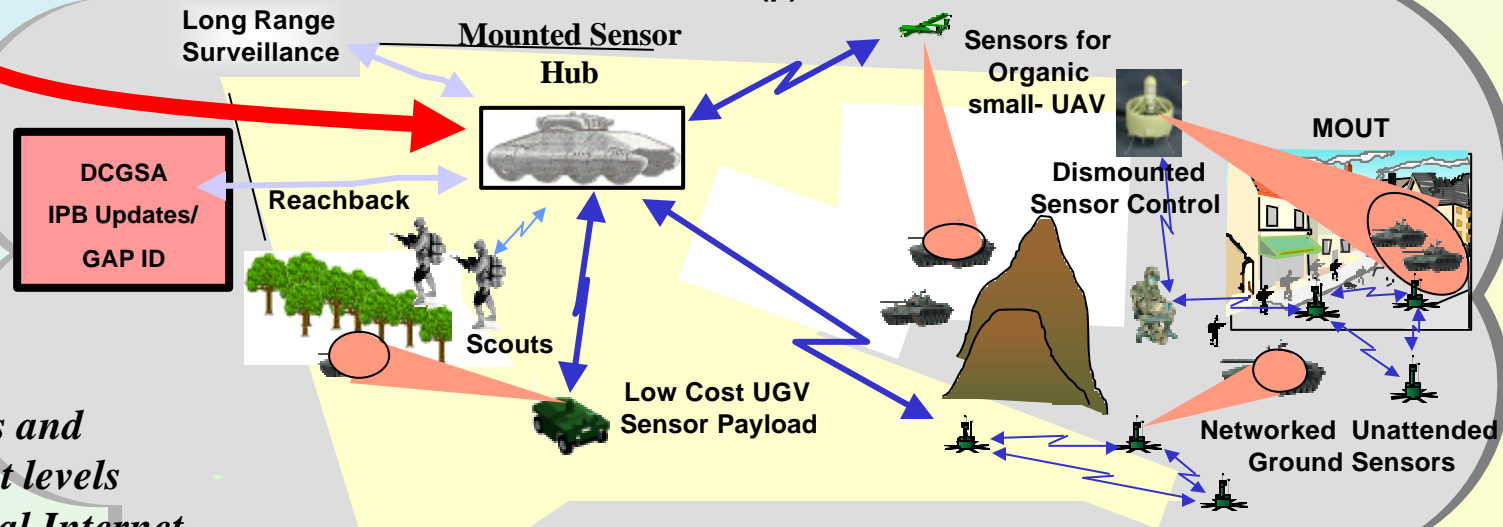 Long Range
Surveillance
Mounted Sensor
Hub
Sensors for
Organic
small- UAV
MOUT
DCGSA
IPB Updates/
GAP ID
Reachback
Dismounted
Sensor Control
Scouts
Low Cost UGV
Sensor Payload
Networked Unattended
Ground Sensors
and
levels
Internet